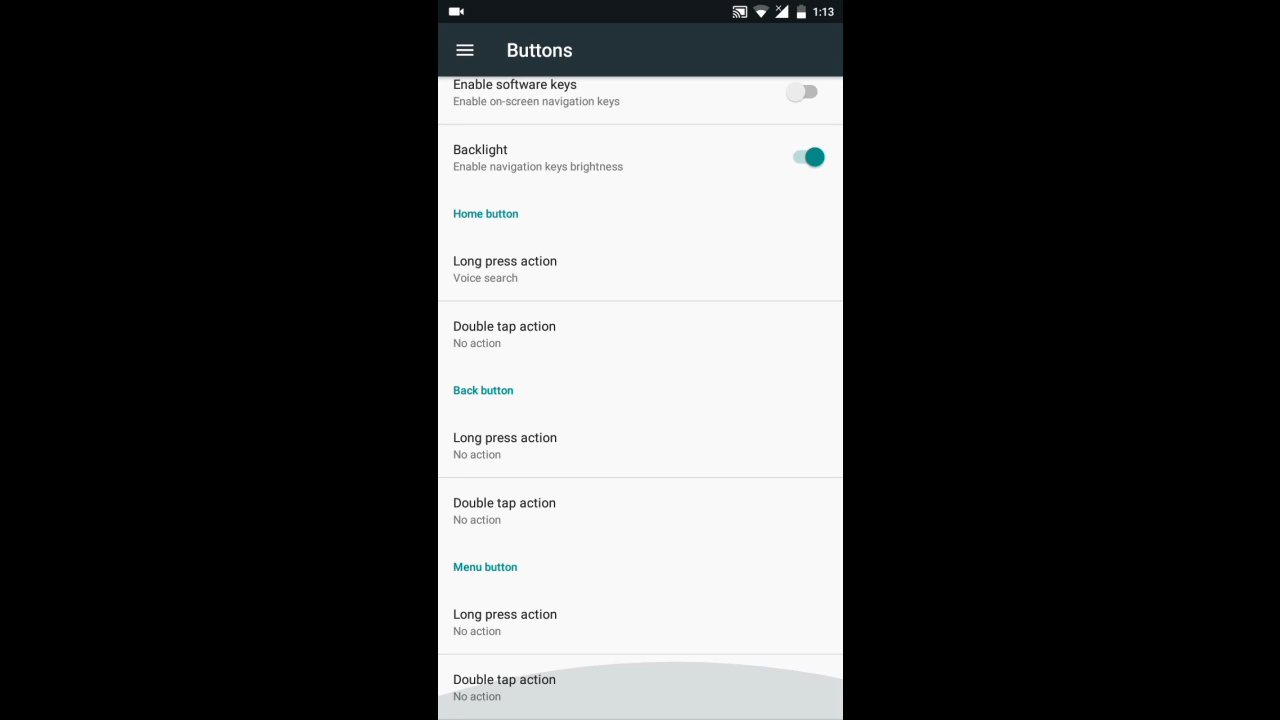 1:13
Buttons
Enable software keys
Enable on-screen navigation keys
Backlight
Enable navigation keys brightness
Home button
Long press action
Voice search
Double tap action
No action
Back button
Long press action
No action
Double tap action
No action
Menu button
Long press action
No action
Double tap action
No action